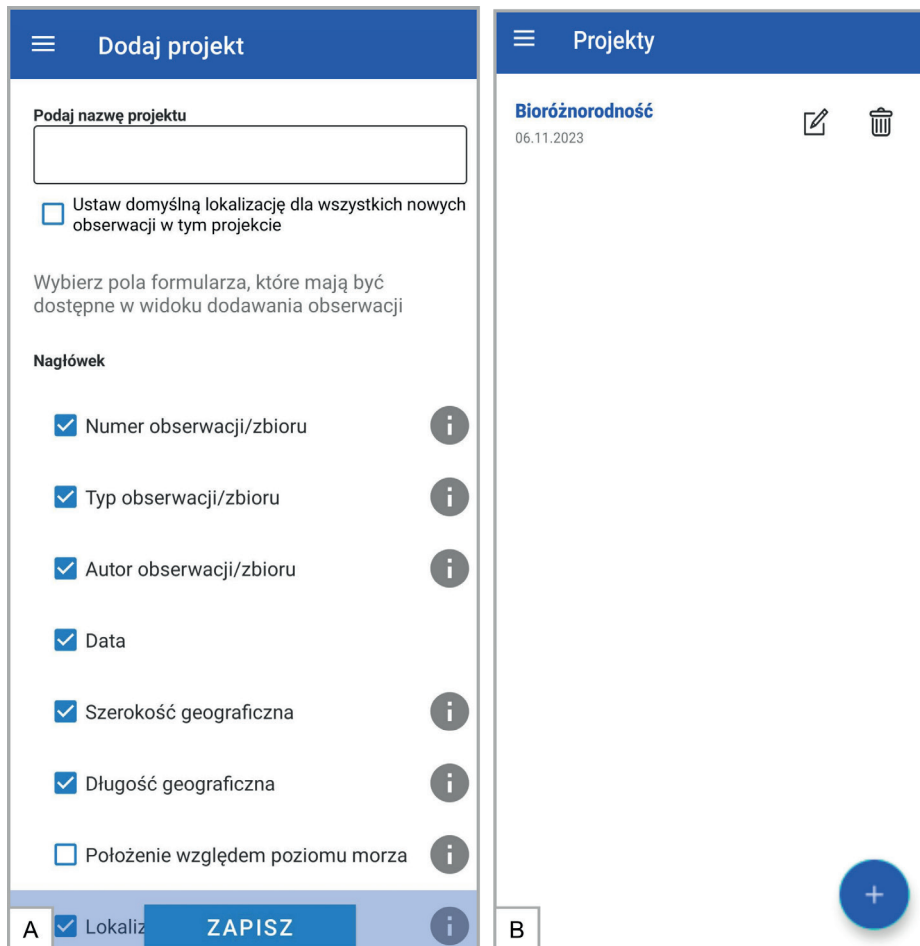 Dodaj projekt
Podaj nazwę projektu
Ustaw domyślną lokalizację dla wszystkich nowych
obserwacji w tym projekcie
Wybierz pola formularza, które mają być
dostępne w widoku dodawania obserwacji
Nagłówek
Numer obserwacji/zbioru
Typ obserwacji/zbioru
Autor obserwacji/zbioru
Data
Szerokość geograficzna
Długość geograficzna
Położenie względem poziomu morza
Lokaliz
ZAPISZ
A
Projekty
Bioróżnorodność
06.11.2023
B